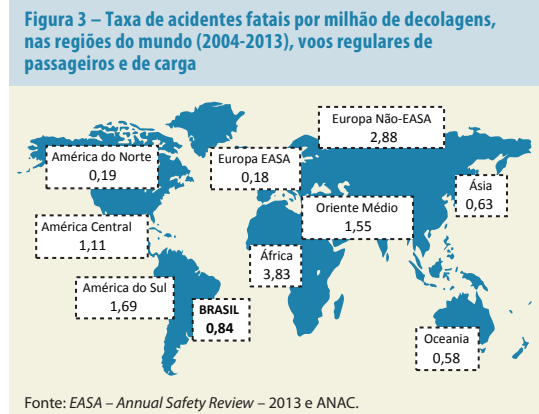 Figura 3 – Taxa de acidentes fatais por milhão de decolagens,
nas regiões do mundo (2004-2013), voos regulares de
passageiros e de carga
Europa Não-EASA
2,88
América do Norte
0,19
Europa EASA
0,18
Ásia
0,63
Oriente Médio
1,55
América Central
1,11
África
3,83
América do Sul
1,69
BRASIL
0,84
Oceania
0,58
Fonte: EASA – Annual Safety Review – 2013 e ANAC.